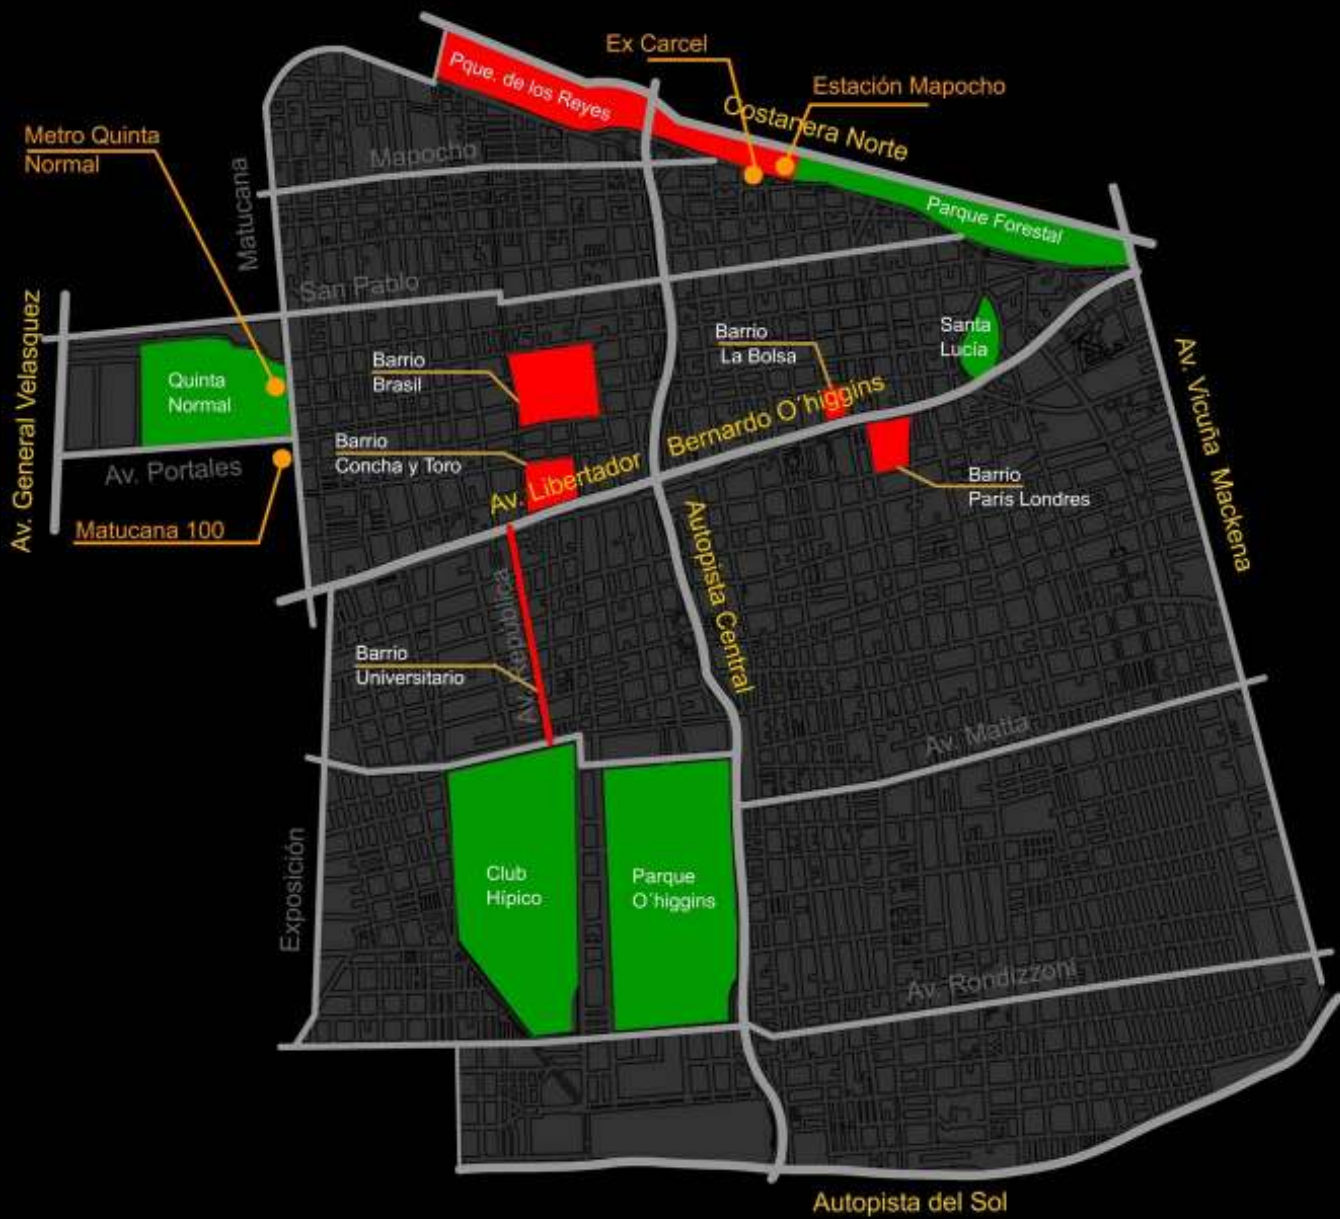 Ex Carcel
Estación Mapocho
Pque. de los Reyes
Costanera Norte
Metro Quinta
Normal
Mapocho
Matucana
Parque Forestal
San Pablo
Av. General Velasquez
Barrio
La Bolsa
Santa
Lucía
Barrio
Brasil
Quinta
Normal
Av. Vicuña Mackena
Bernardo O´higgins
Barrio
Concha y Toro
Av. Portales
Av. Libertador
Barrio
París Londres
Matucana 100
Autopista Central
Av. República
Barrio
Universitario
Av. Matta
Exposición
Club
Hípico
Parque
O´higgins
Av. Rondizzoni
Autopista del Sol